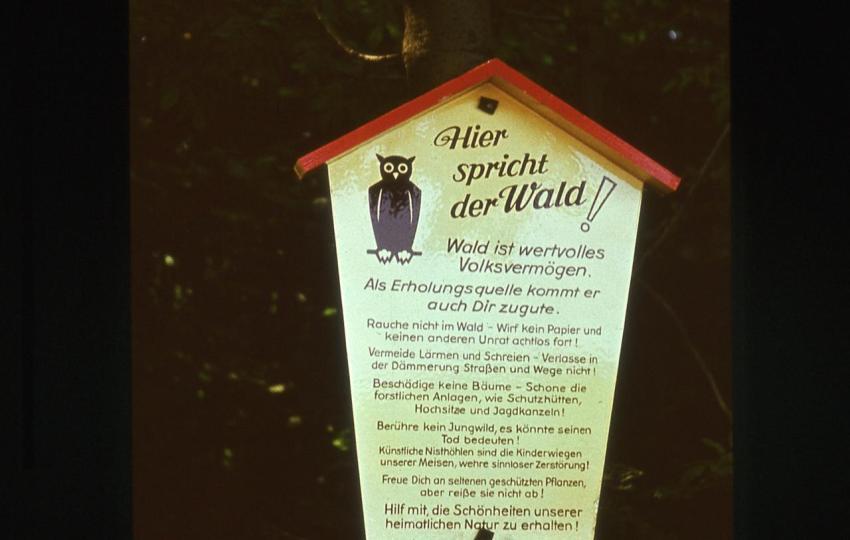 Hier
spricht
der Wald!
Wald ist wertvolles
Volksvermögen.
Als Erholungsquelle kommt er
auch Dir zugute.
Rauche nicht im Wald - Wirf kein Papier und
keinen anderen Unrat achtlos fort!
Vermeide Lärmen und Schreien - Verlasse in
der Dämmerung Straßen und Wege nicht!
Beschädige keine Bäume - Schone die
forstlichen Anlagen, wie Schutzhütten,
Hochsitze und Jagdkanzeln!
Berühre kein Jungwild, es könnte seinen
Tod bedeuten!
Künstliche Nisthöhlen sind die Kinderwiegen
unserer Meisen, wehre sinnloser Zerstörung!
Freue Dich an seltenen geschützten Pflanzen,
aber reiße sie nicht ab!
Hilf mit, die Schönheiten unserer
heimatlichen Natur zu erhalten!